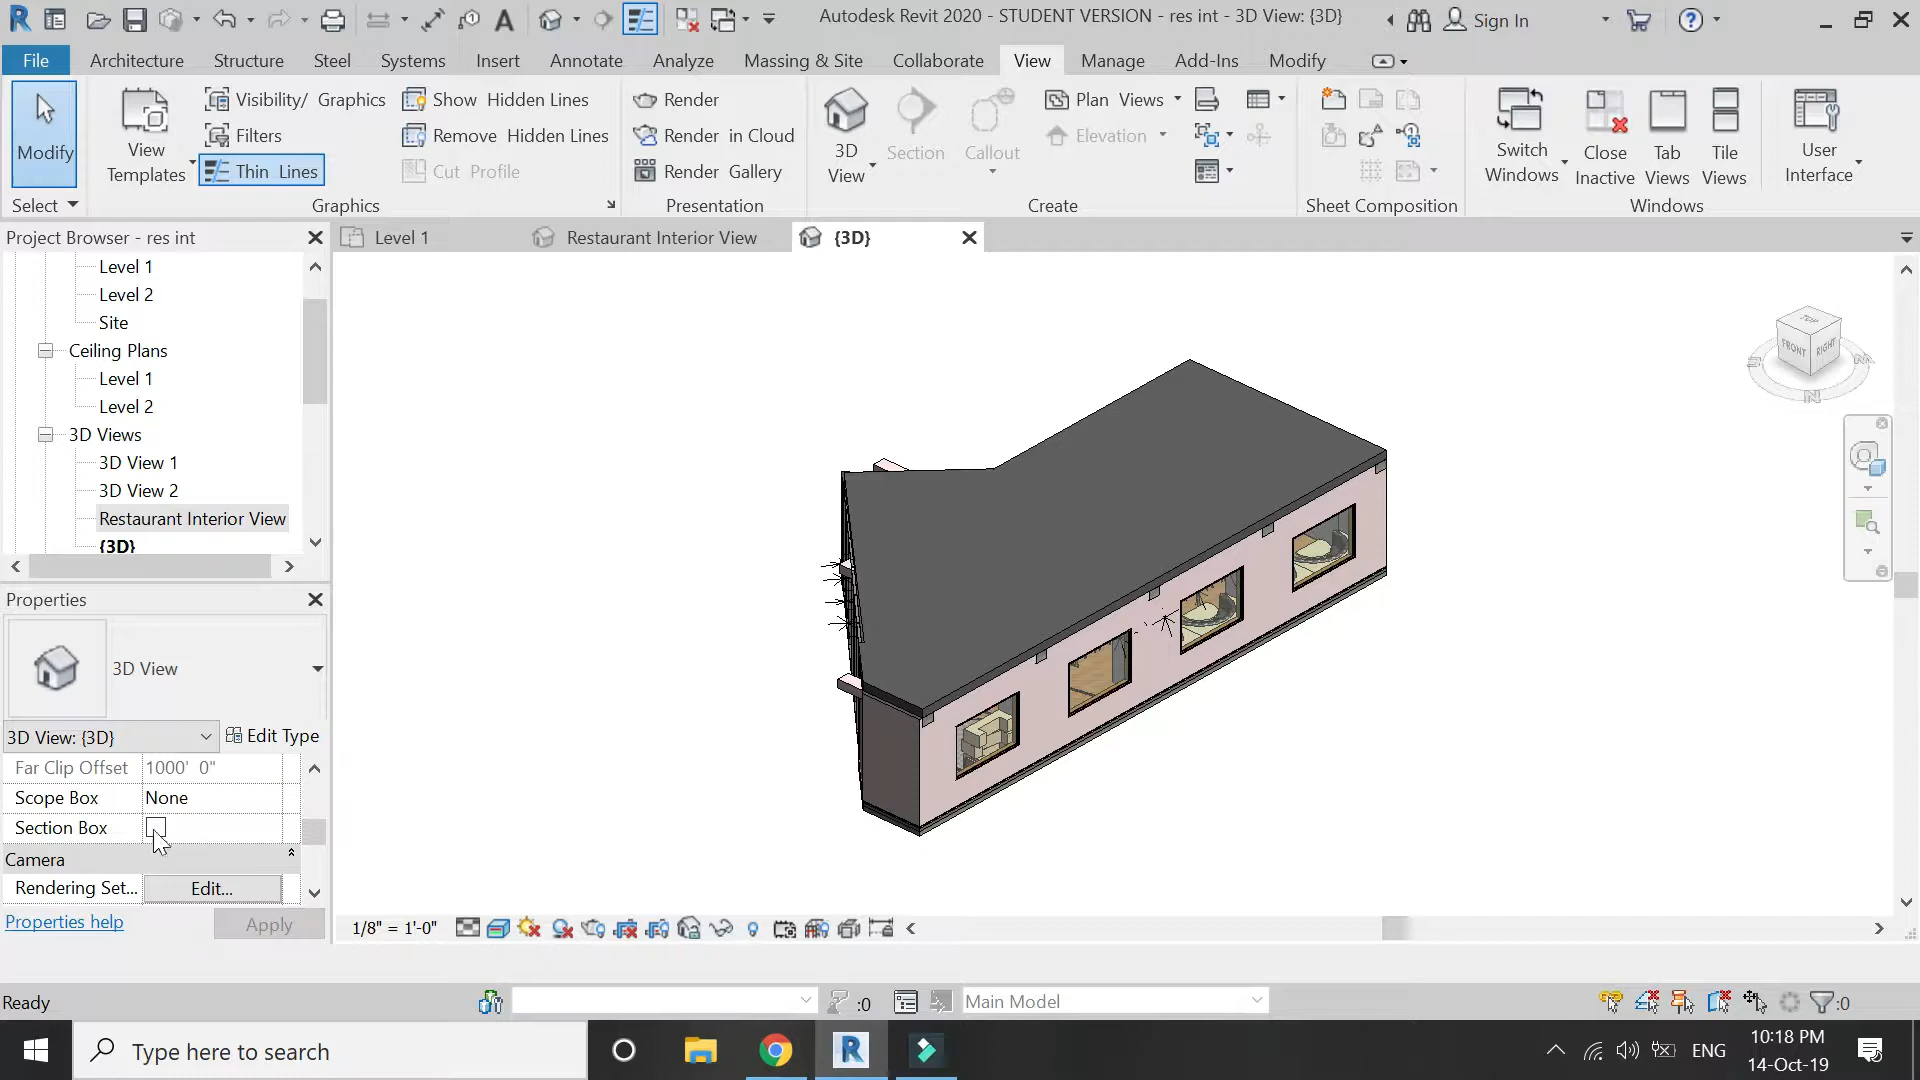 Autodesk Revit 2020 - STUDENT VERSION - res int - 3D View: {3D}
Sign In
File Architecture Structure Steel Systems Insert Annotate Analyze Massing & Site Collaborate View Manage Add-Ins Modify
Modify
View Templates
Visibility/ Graphics
Filters
Thin Lines
Show Hidden Lines
Remove Hidden Lines
Cut Profile
Render
Render in Cloud
Render Gallery
3D View
Section
Callout
Plan Views
Elevation
Switch Windows
Close Inactive
Tab Views
Tile Views
User Interface
Select Graphics Presentation Create Sheet Composition Windows
Project Browser - res int
Level 1 Restaurant Interior View {3D}
Level 1
Level 2
Site
Ceiling Plans
Level 1
Level 2
3D Views
3D View 1
3D View 2
Restaurant Interior View
{3D}
TOP
FRONT RIGHT
Properties
3D View
3D View: {3D} Edit Type
Far Clip Offset 1000' 0"
Scope Box None
Section Box
Camera
Rendering Set... Edit...
Properties help Apply
1/8" = 1'-0"
Ready :0 Main Model :0
Type here to search
ENG
10:18 PM
14-Oct-19